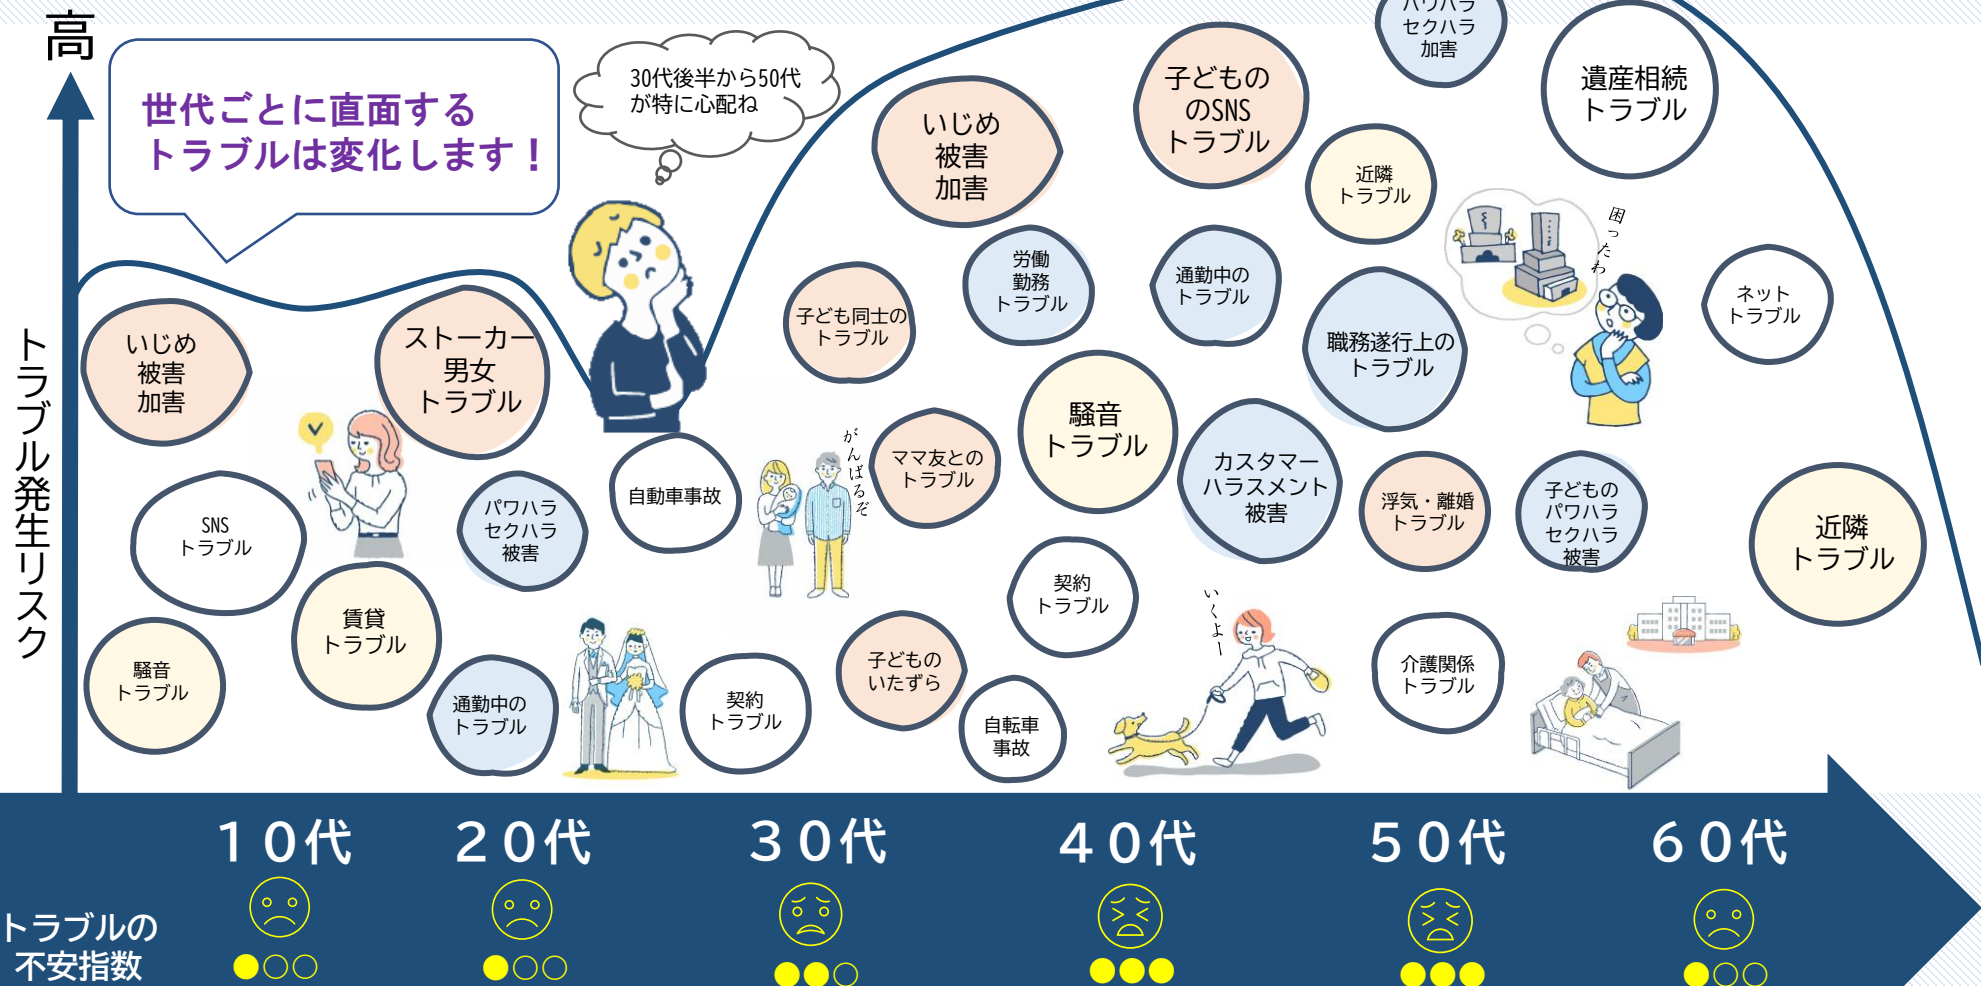 高
世代ごとに直面する
トラブルは変化します！
30代後半から50代
が特に心配ね
トラブル発生リスク
いじめ
被害
加害
SNS
トラブル
騒音
トラブル
賃貸
トラブル
ストーカー
男女
トラブル
パワハラ
セクハラ
被害
通勤中の
トラブル
自動車事故
契約
トラブル
がんばるぞ
子ども同士の
トラブル
いじめ
被害
加害
労働
勤務
トラブル
ママ友との
トラブル
子どもの
いたずら
自転車
事故
騒音
トラブル
契約
トラブル
子どもの
のSNS
トラブル
通勤中の
トラブル
カスタマー
ハラスメント
被害
いくよー
パワハラ
セクハラ
加害
近隣
トラブル
職務遂行上の
トラブル
浮気・離婚
トラブル
介護関係
トラブル
遺産相続
トラブル
困ったわ
子どもの
パワハラ
セクハラ
被害
ネット
トラブル
近隣
トラブル
１０代
２０代
３０代
４０代
５０代
６０代
トラブルの
不安指数